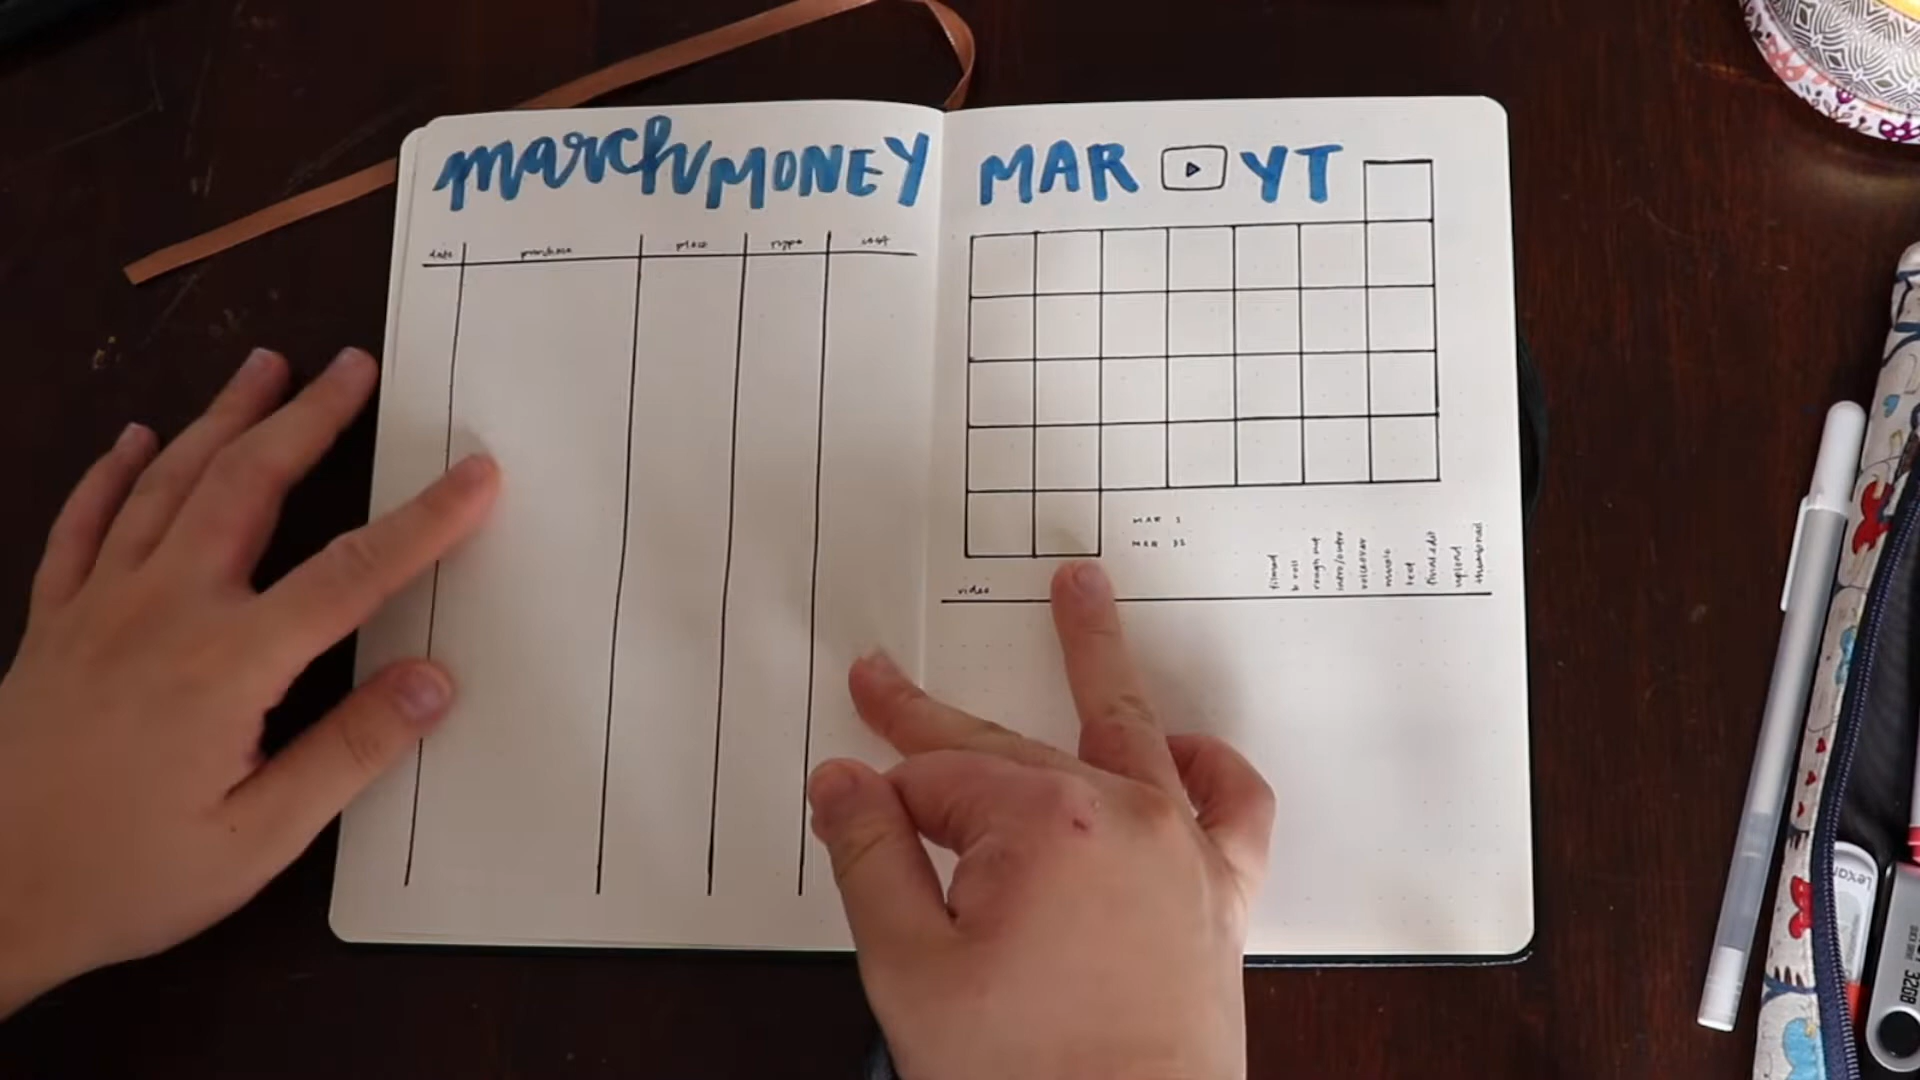 march MONEY
date purchase place type cost
MAR YT
MAR 1
MAR 31
video
filmed
b roll
rough cut
intro/outro
voiceover
music
text
final edit
upload
thumbnail
Lexar
32GB